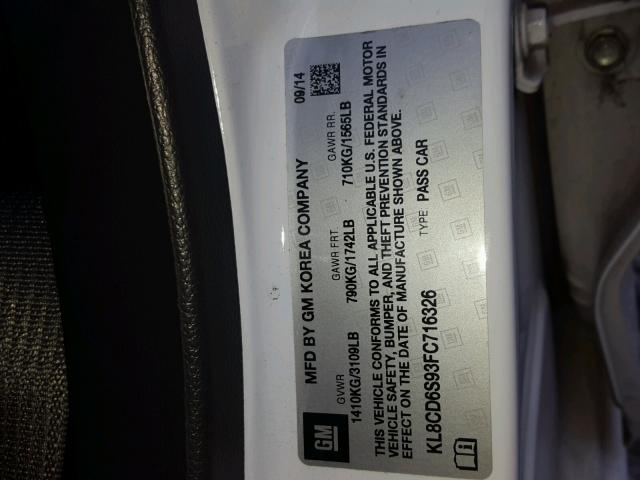 GM
MFD BY GM KOREA COMPANY 09/14
GVWR GAWR FRT. GAWR RR.
1410KG/3109LB 790KG/1742LB 710KG/1565LB
THIS VEHICLE CONFORMS TO ALL APPLICABLE U.S. FEDERAL MOTOR
VEHICLE SAFETY, BUMPER, AND THEFT PREVENTION STANDARDS IN
EFFECT ON THE DATE OF MANUFACTURE SHOWN ABOVE.
TYPE PASS CAR
KL8CD6S93FC716326